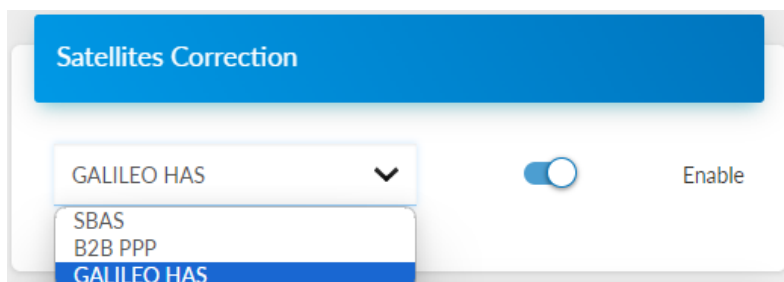 Satellites Correction
GALILEO HAS
Enable
SBAS
B2B PPP
GALILEO HAS